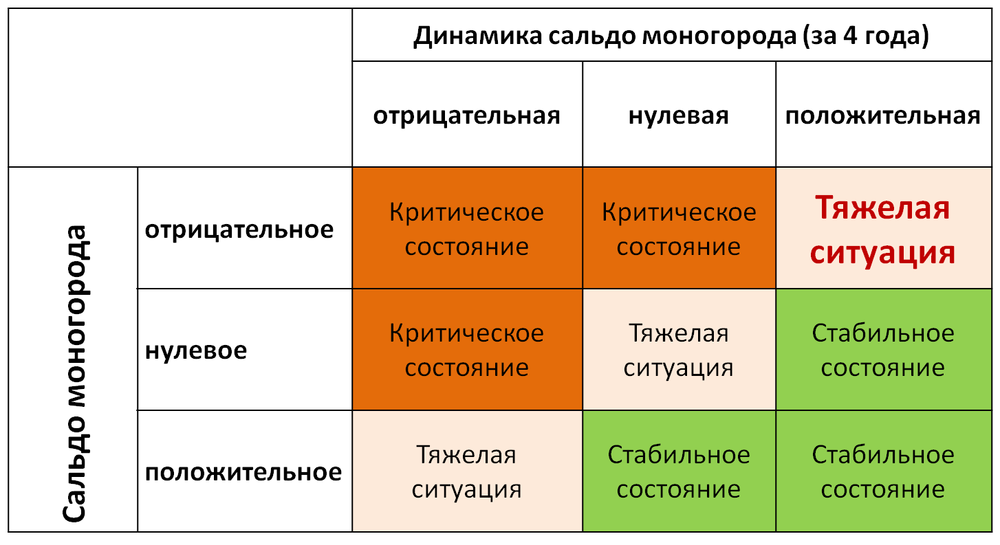 Динамика сальдо моногорода (за 4 года)
отрицательная
нулевая
положительная
Сальдо моногорода
отрицательное
Критическое
состояние
Критическое
состояние
Тяжелая
ситуация
нулевое
Критическое
состояние
Тяжелая
ситуация
Стабильное
состояние
положительное
Тяжелая
ситуация
Стабильное
состояние
Стабильное
состояние